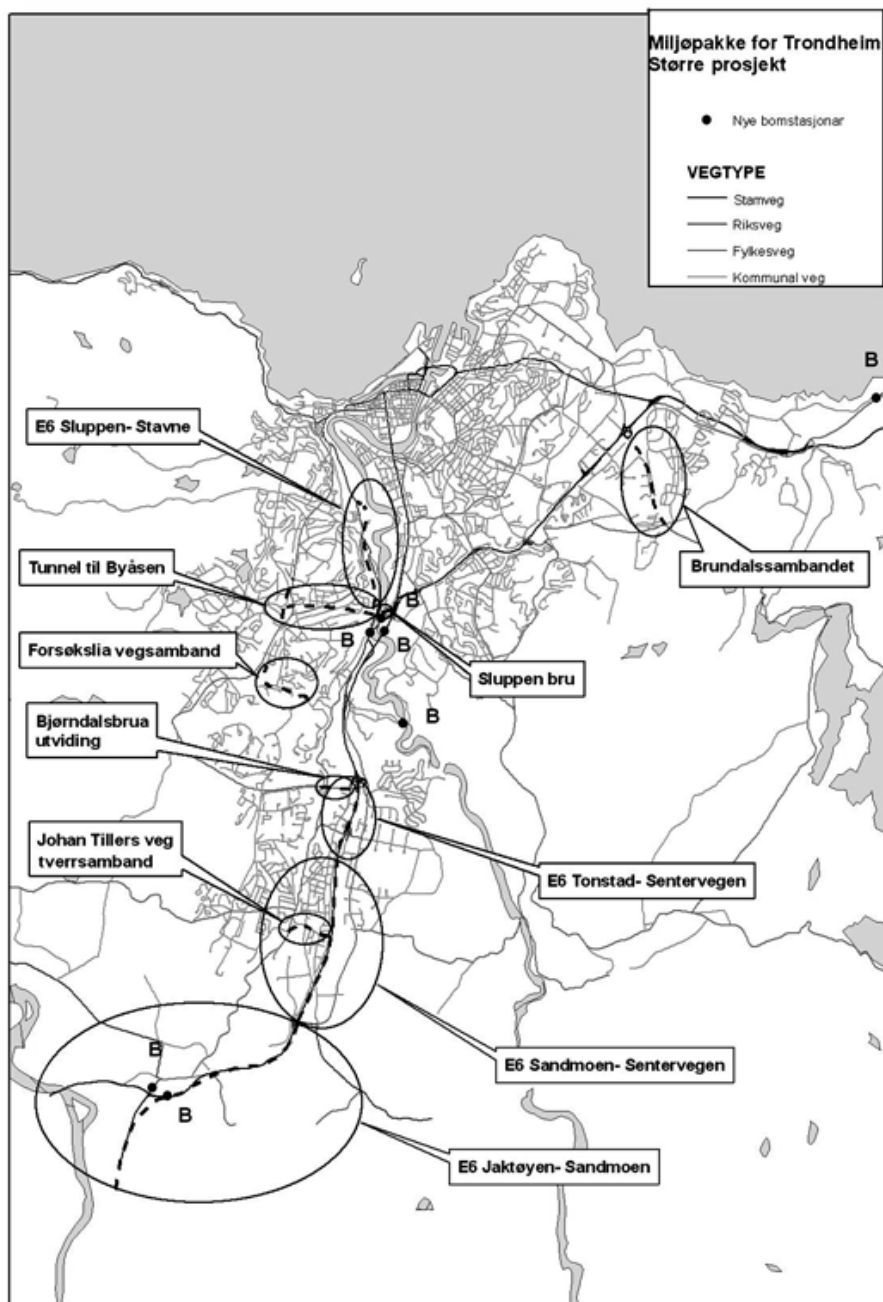 Miljøpakke for Trondheim
Større prosjekt
Nye bomstasjonar
VEGTYPE
Stamveg
Riksveg
Fylkesveg
Kommunal veg
B
E6 Sluppen- Stavne
Brundalssambandet
Tunnel til Byåsen
B
B
B
Forsøkslia vegsamband
Sluppen bru
B
Bjørndalsbrua
utviding
Johan Tillers veg
tverrsamband
E6 Tonstad- Sentervegen
B
E6 Sandmoen- Sentervegen
B
E6 Jaktøyen- Sandmoen